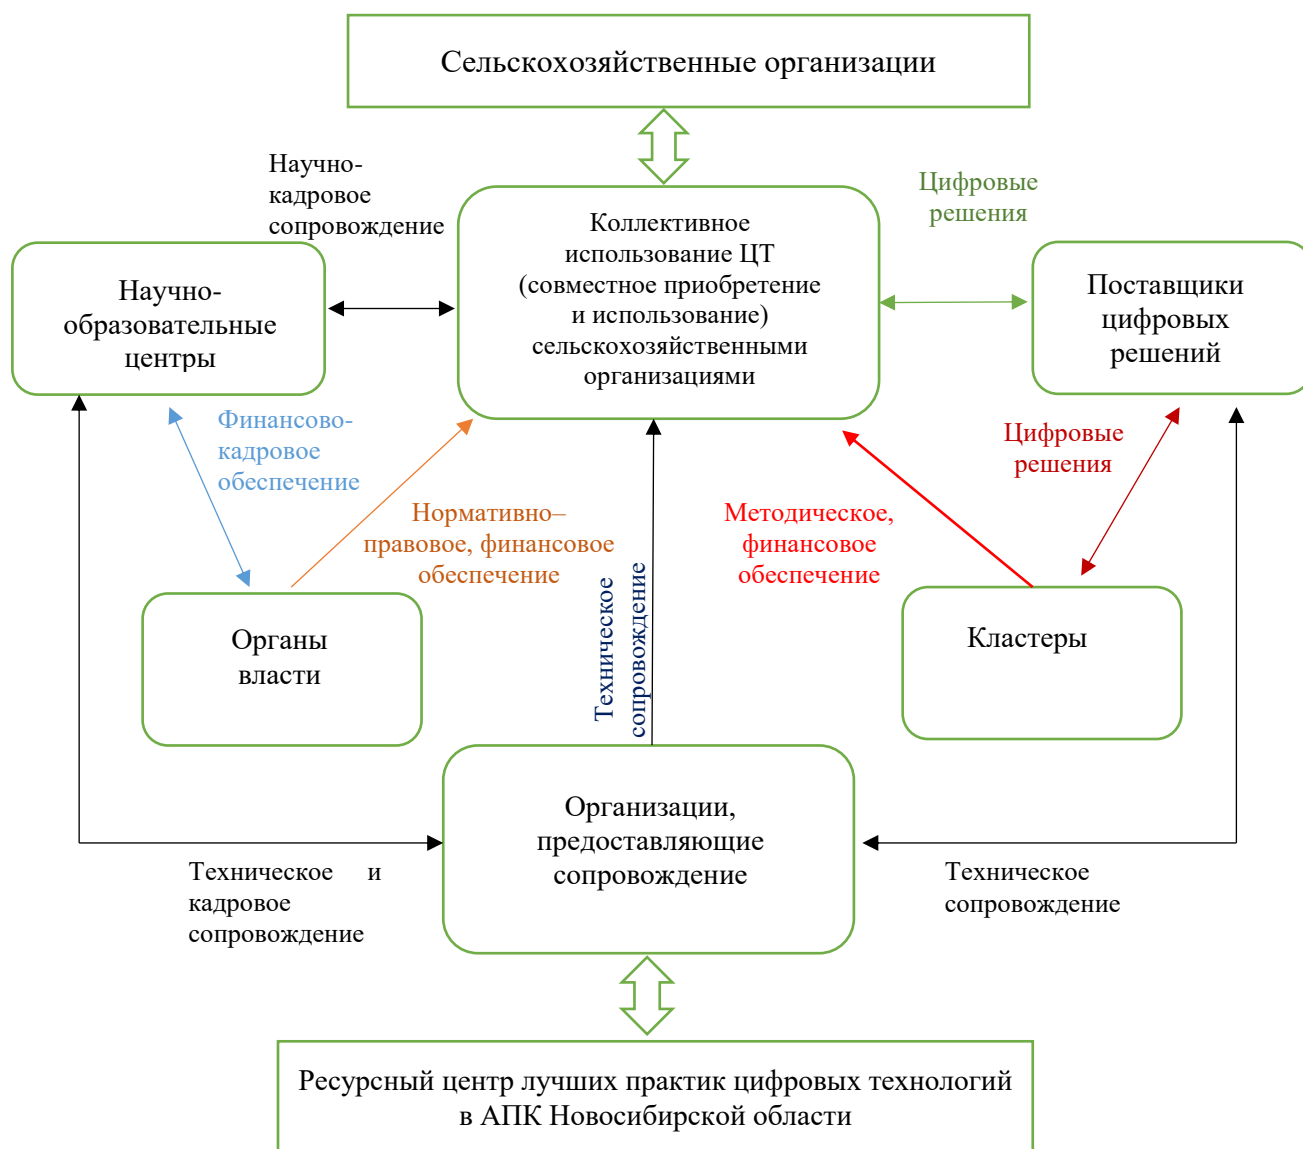 Сельскохозяйственные организации
Научно-
кадровое
сопровождение
Коллективное
использование ЦТ
(совместное приобретение
и использование)
сельскохозяйственными
организациями
Цифровые
решения
Научно-
образовательные
центры
Поставщики
цифровых
решений
Финансово-
кадровое
обеспечение
Нормативно–
правовое, финансовое
обеспечение
Методическое,
финансовое
обеспечение
Цифровые
решения
Техническое
сопровождение
Органы
власти
Кластеры
Организации,
предоставляющие
сопровождение
Техническое и
кадровое
сопровождение
Техническое
сопровождение
Ресурсный центр лучших практик цифровых технологий
в АПК Новосибирской области